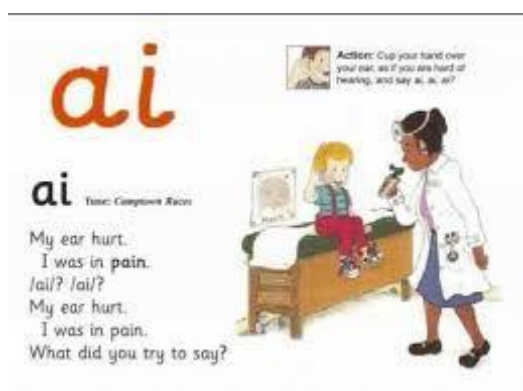 ai
Action: Cup your hand over
your ear, as if you are hard of
hearing, and say ai, ai, ai?
ai Tune: Camptown Races
My ear hurt.
I was in pain.
/ai/? /ai/?
My ear hurt.
I was in pain.
What did you try to say?